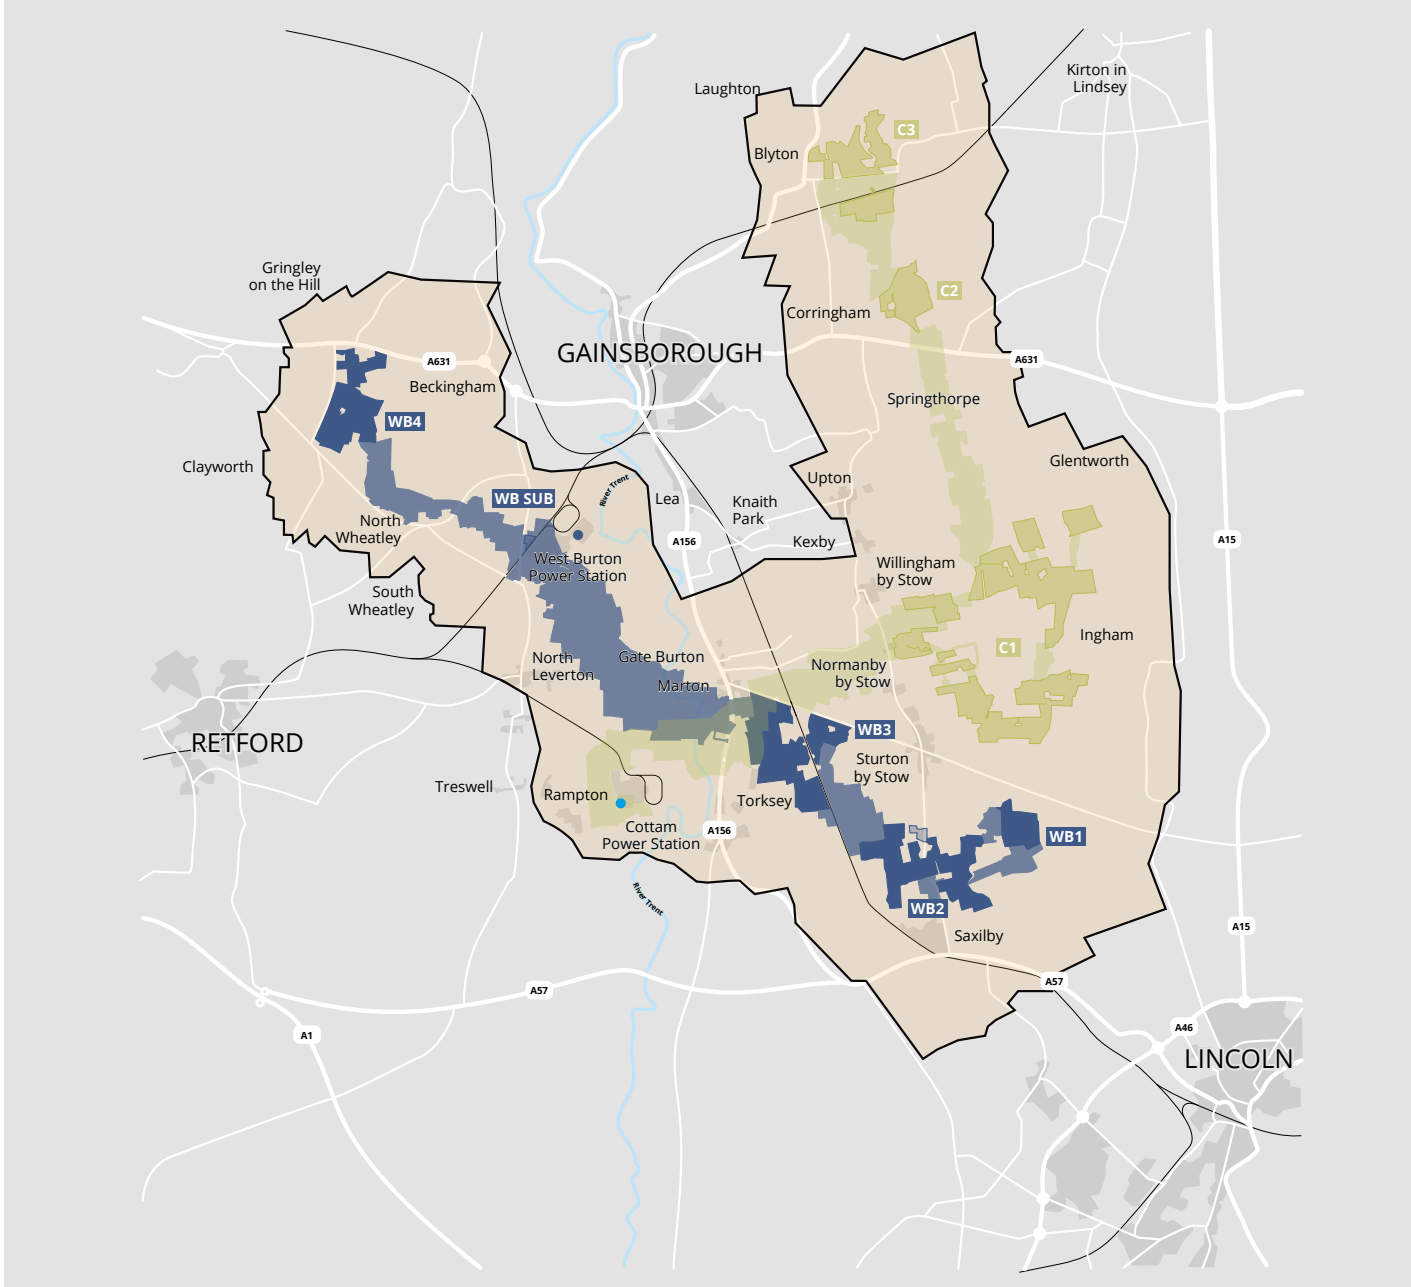 Kirton in
Lindsey
Laughton
C3
Blyton
Gringley
on the Hill
C2
Corringham
GAINSBOROUGH
A631
A631
Beckingham
Springthorpe
WB4
Clayworth
Glentworth
Upton
River Trent
WB SUB
Lea
Knaith
Park
North
Wheatley
A156
Kexby
A15
West Burton
Power Station
Willingham
by Stow
South
Wheatley
Ingham
C1
North
Leverton
Gate Burton
Marton
Normanby
by Stow
WB3
RETFORD
Sturton
by Stow
Treswell
Rampton
Torksey
Cottam
Power Station
A156
WB1
River Trent
WB2
Saxilby
A15
A57
A57
A1
A46
LINCOLN